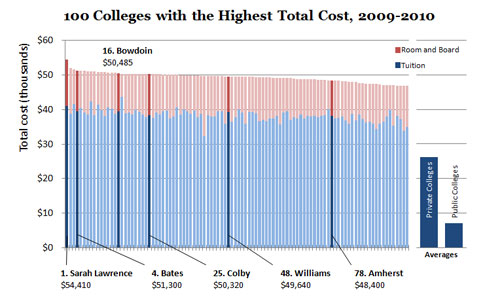 100 Colleges with the Highest Total Cost, 2009-2010
Total cost (thousands)
$60
$50
$40
$30
$20
$10
$0
16. Bowdoin
$50,485
Room and Board
Tuition
Private Colleges
Public Colleges
Averages
1. Sarah Lawrence
$54,410
4. Bates
$51,300
25. Colby
$50,320
48. Williams
$49,640
78. Amherst
$48,400